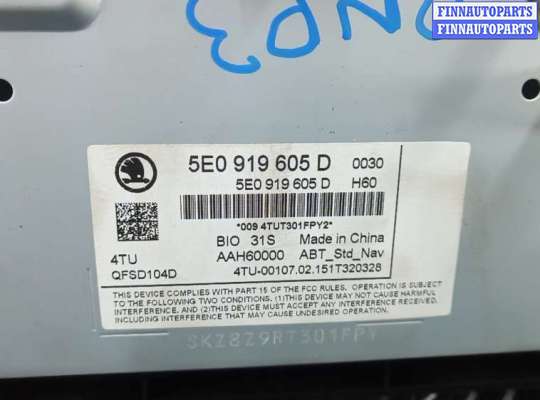 FINNAUTOPARTS
FINNAUTOPARTS
FINNAUTOPARTS
5E0 919 605 D 0030
5E0 919 605 D H60
*009 4TUT301FPY2*
BIO 31S Made in China
4TU AAH60000 ABT_Std_Nav
QFSD104D 4TU-00107.02.151T320328
THIS DEVICE COMPLIES WITH PART 15 OF THE FCC RULES. OPERATION IS SUBJECT TO
THE FOLLOWING TWO CONDITIONS. (1)THIS DEVICE MAY NOT CAUSE HARMFUL
INTERFERENCE. AND (2)THIS DEVICE MUST ACCEPT ANY INTERFERENCE RECEIVED,
INCLUDING INTERFERENCE THAT MAY CAUSE UNDESIRED OPERATION.
SKZ8Z9RT301FPY